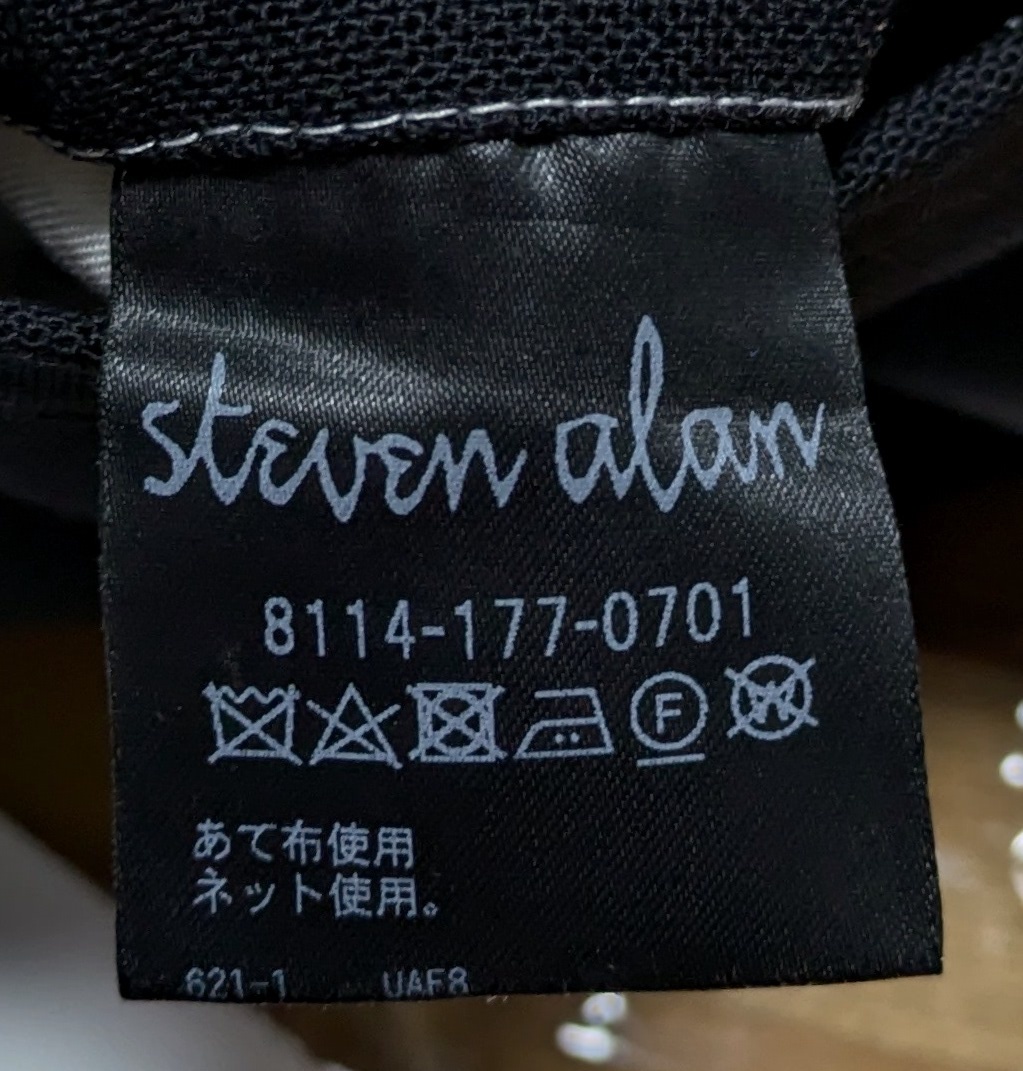 steven alan
8114-177-0701
F W
あて布使用
ネット使用。
621-1 UAF8